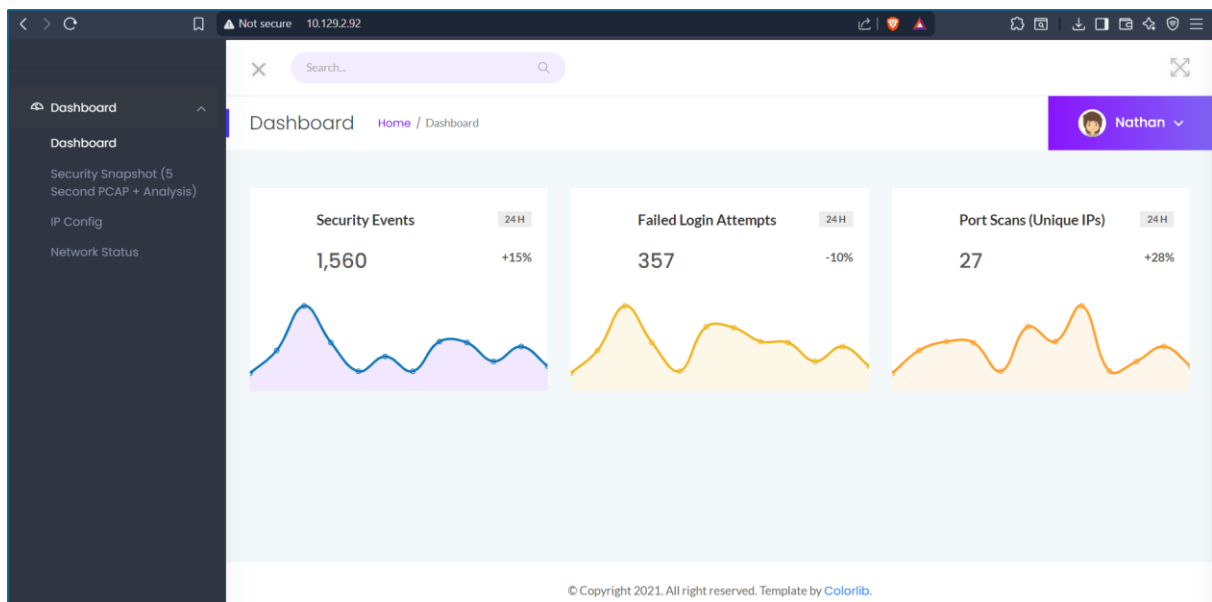 Not secure 10.129.2.92
Search...
Dashboard
Dashboard
Security Snapshot (5
Second PCAP + Analysis)
IP Config
Network Status
Dashboard Home / Dashboard
Nathan
Security Events 24 H
1,560 +15%
Failed Login Attempts 24 H
357 -10%
Port Scans (Unique IPs) 24 H
27 +28%
© Copyright 2021. All right reserved. Template by Colorlib.